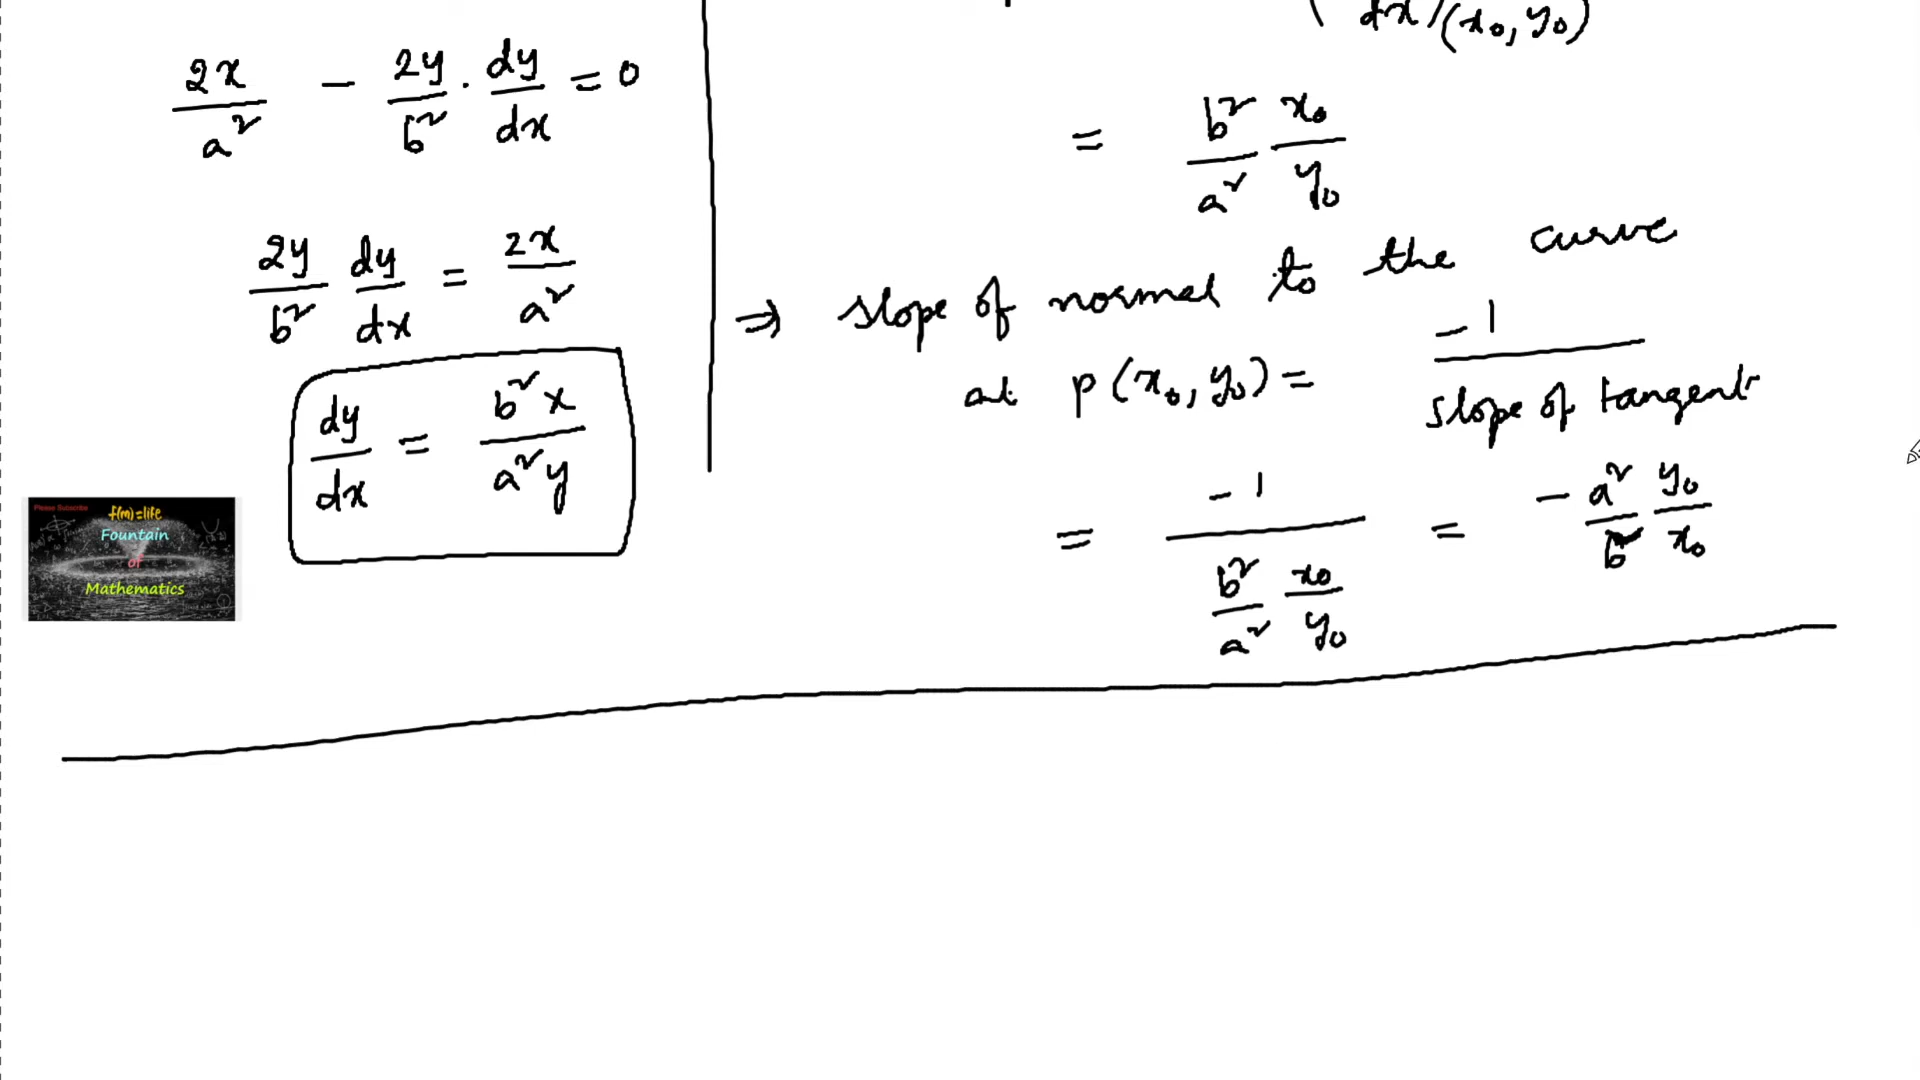 2x/a² - 2y/b² . dy/dx = 0
2y/b² dy/dx = 2x/a²
dy/dx = b²x/a²y
dx/(x₀, y₀)
= b²/a² x₀/y₀
⇒ slope of normal to the curve
at P(x₀, y₀) = -1/slope of tangent
= -1/(b²/a² x₀/y₀) = -a²/b² y₀/x₀
Please Subscribe
f(m)=life
Fountain
of
Mathematics